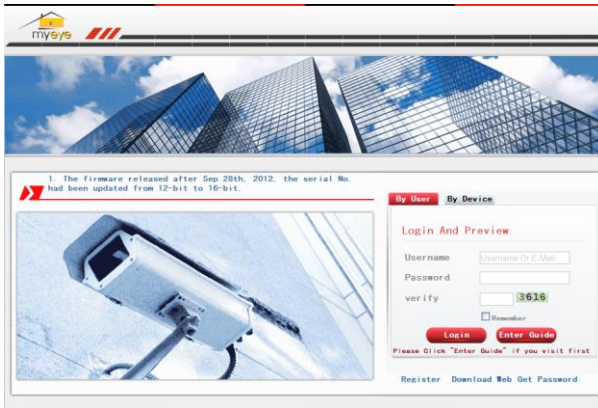 myeye
1. The firmware released after Sep 20th, 2012, the serial No.
had been updated from 12-bit to 16-bit.
By User By Device
Login And Preview
Username Username Or E-Mail
Password
verify 3616
Remember
Login Enter Guide
Please Click "Enter Guide" if you visit first
Register Download Web Get Password